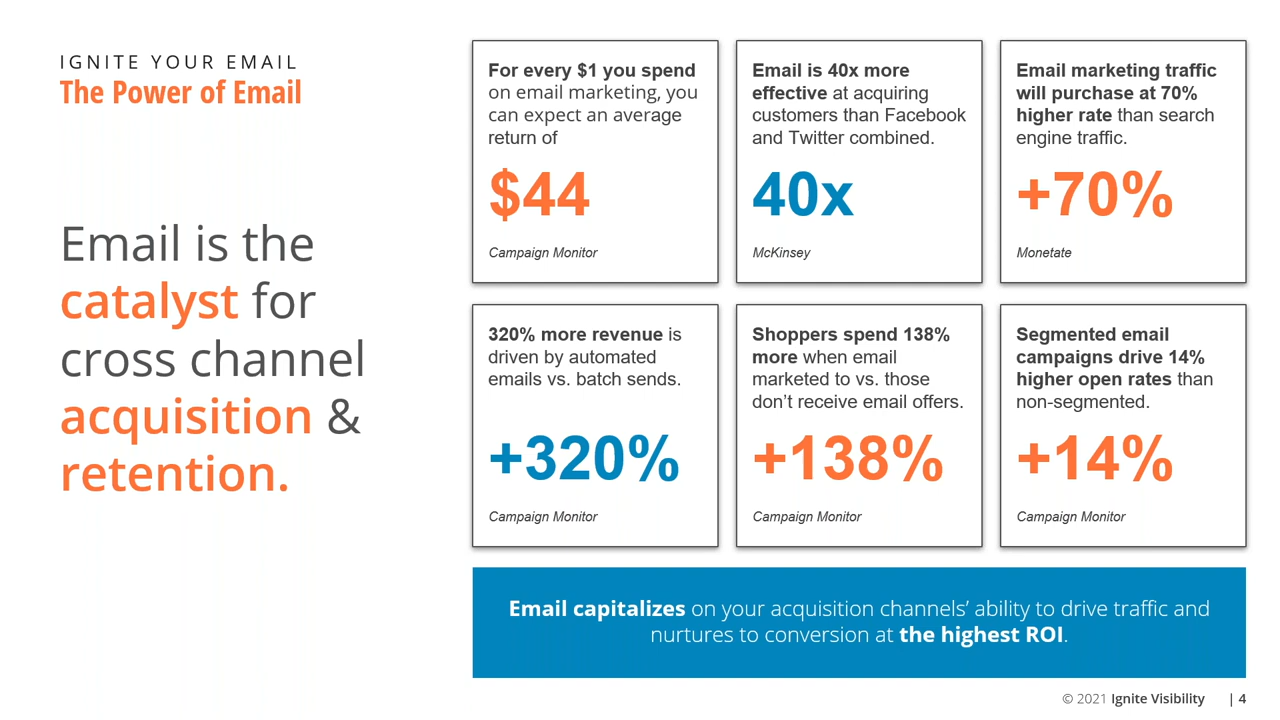 IGNITE YOUR EMAIL
The Power of Email
Email is the
catalyst for
cross channel
acquisition &
retention.
For every $1 you spend
on email marketing, you
can expect an average
return of
$44
Campaign Monitor
Email is 40x more
effective at acquiring
customers than Facebook
and Twitter combined.
40x
McKinsey
Email marketing traffic
will purchase at 70%
higher rate than search
engine traffic.
+70%
Monetate
320% more revenue is
driven by automated
emails vs. batch sends.
+320%
Campaign Monitor
Shoppers spend 138%
more when email
marketed to vs. those
don’t receive email offers.
+138%
Campaign Monitor
Segmented email
campaigns drive 14%
higher open rates than
non-segmented.
+14%
Campaign Monitor
Email capitalizes on your acquisition channels’ ability to drive traffic and
nurtures to conversion at the highest ROI.
© 2021 Ignite Visibility | 4